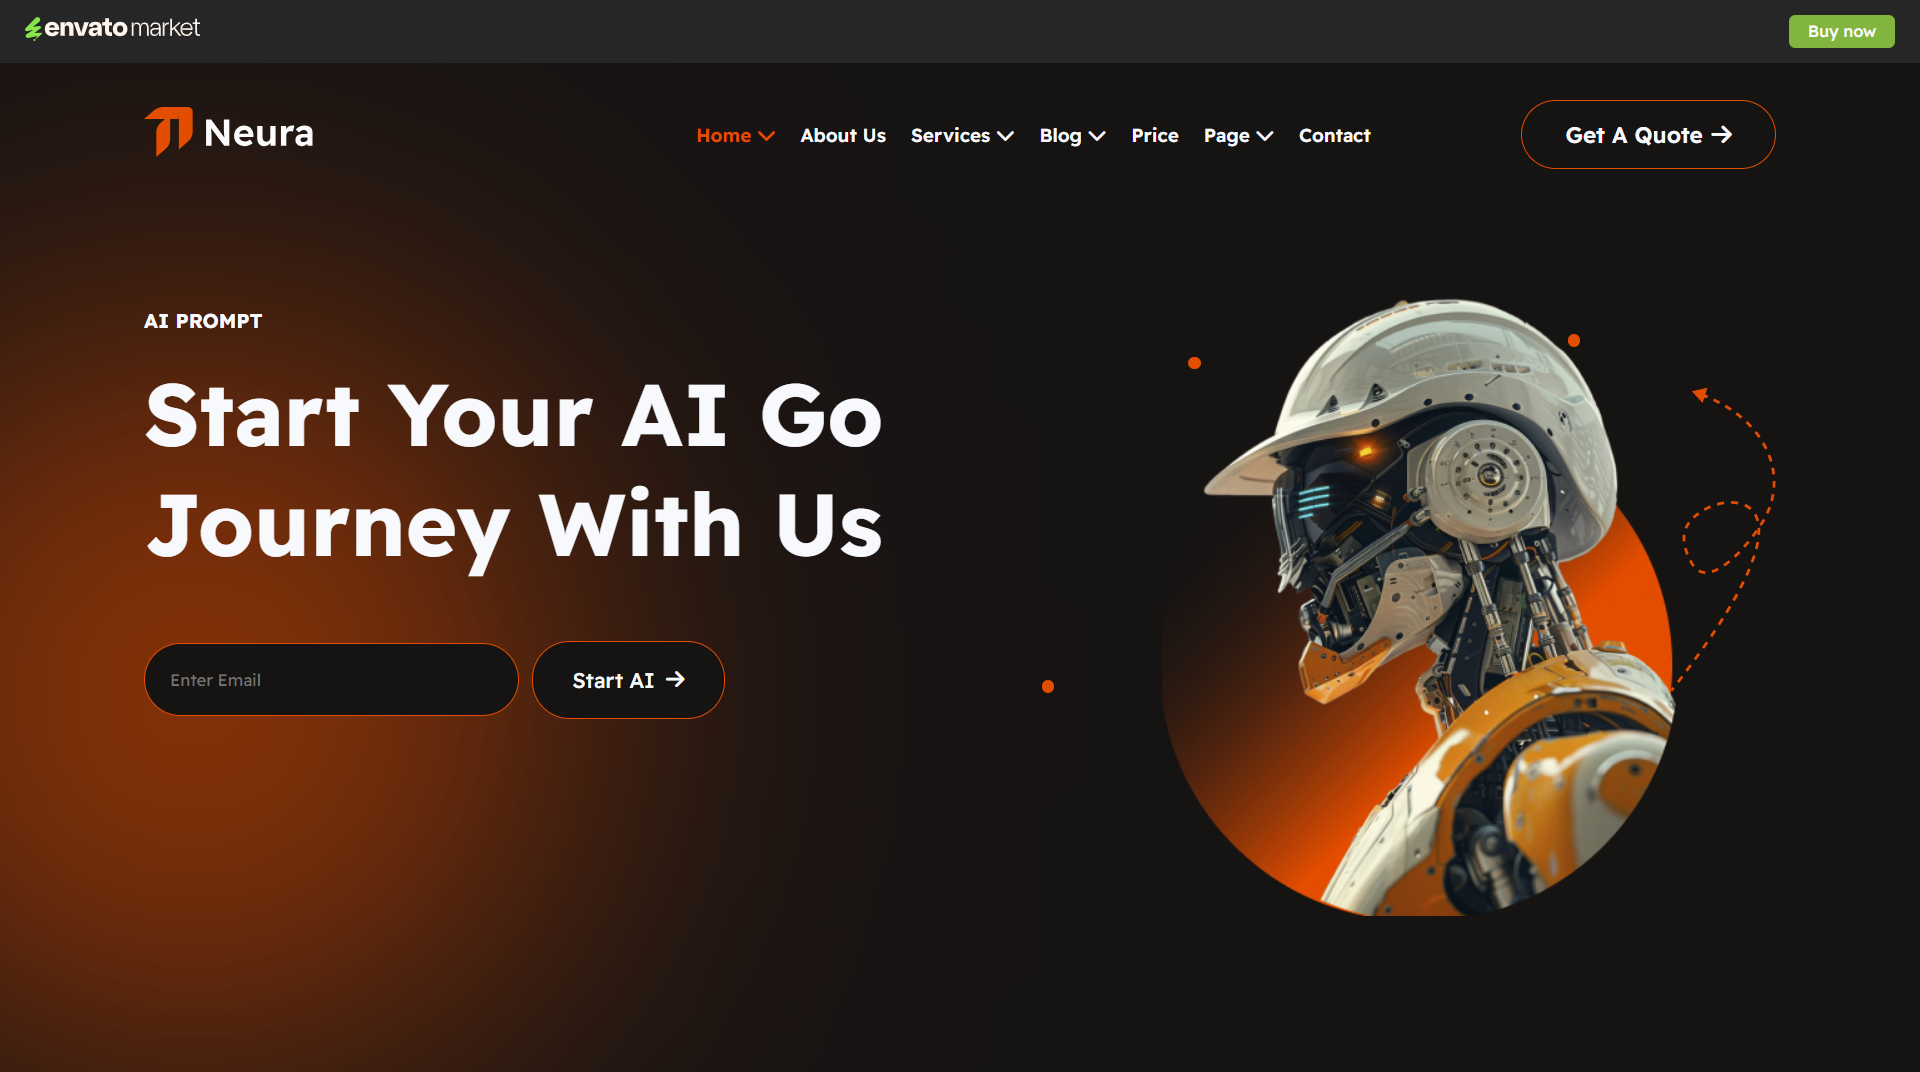 envato market
Buy now
Neura
Home
About Us
Services
Blog
Price
Page
Contact
Get A Quote
AI PROMPT
Start Your AI Go
Journey With Us
Enter Email
Start AI